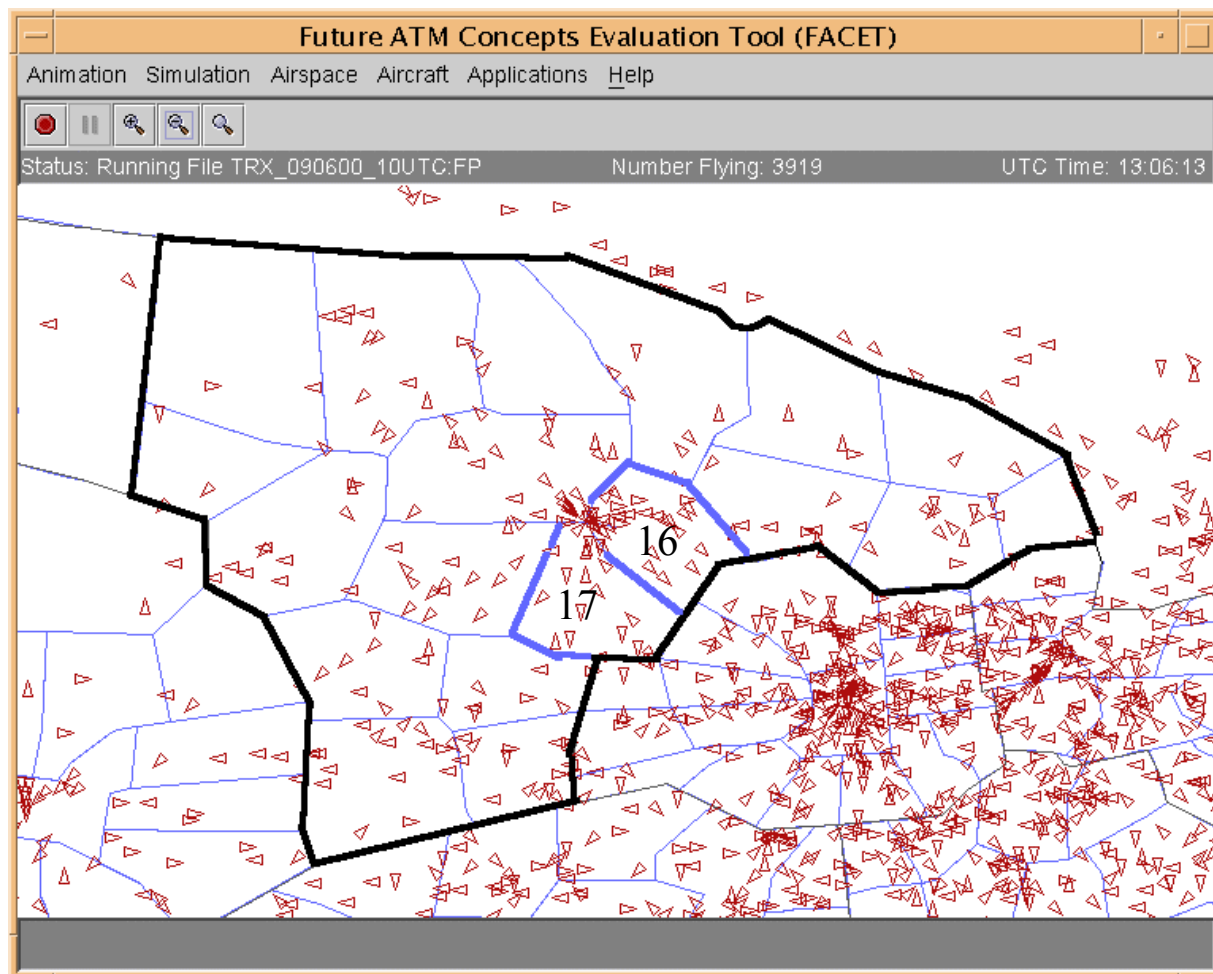 Future ATM Concepts Evaluation Tool (FACET)
Animation Simulation Airspace Aircraft Applications Help
Status: Running File TRX_090600_10UTC:FP Number Flying: 3919 UTC Time: 13:06:13
16
17